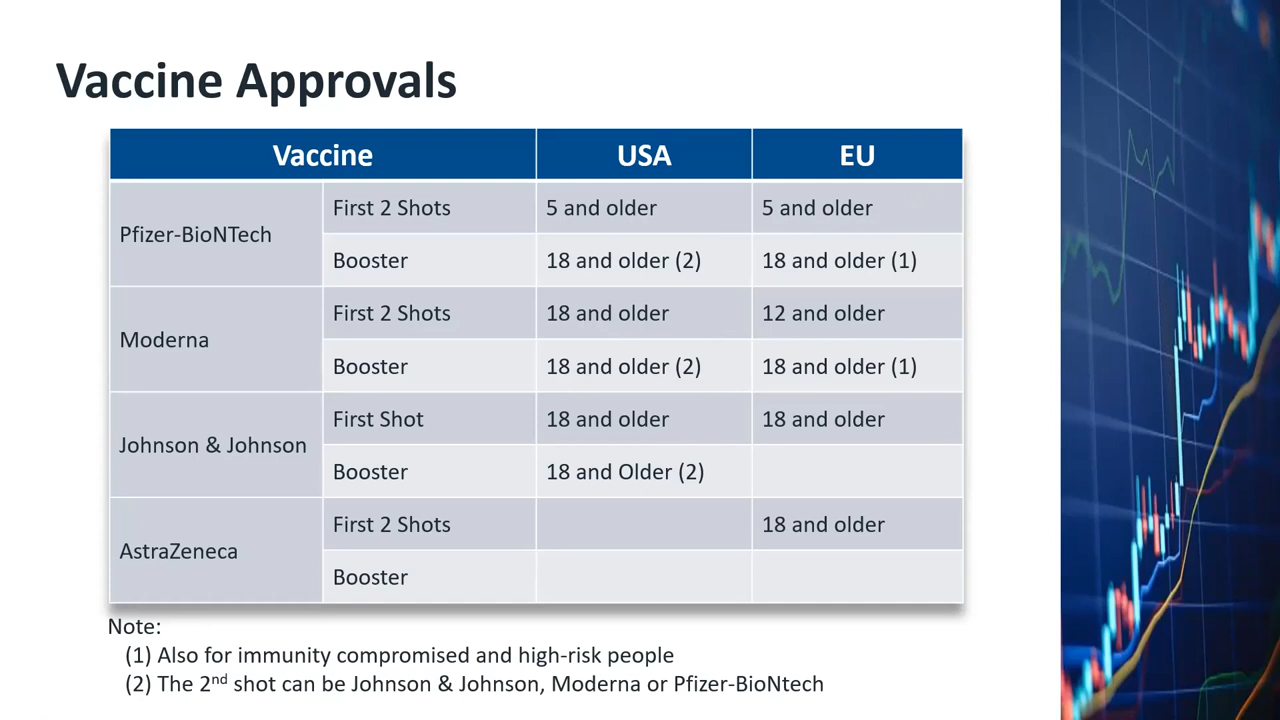 Vaccine Approvals
Vaccine USA EU
Pfizer-BioNTech
First 2 Shots 5 and older 5 and older
Booster 18 and older (2) 18 and older (1)
Moderna
First 2 Shots 18 and older 12 and older
Booster 18 and older (2) 18 and older (1)
Johnson & Johnson
First Shot 18 and older 18 and older
Booster 18 and Older (2)
AstraZeneca
First 2 Shots 18 and older
Booster
Note:
(1) Also for immunity compromised and high-risk people
(2) The 2nd shot can be Johnson & Johnson, Moderna or Pfizer-BioNtech